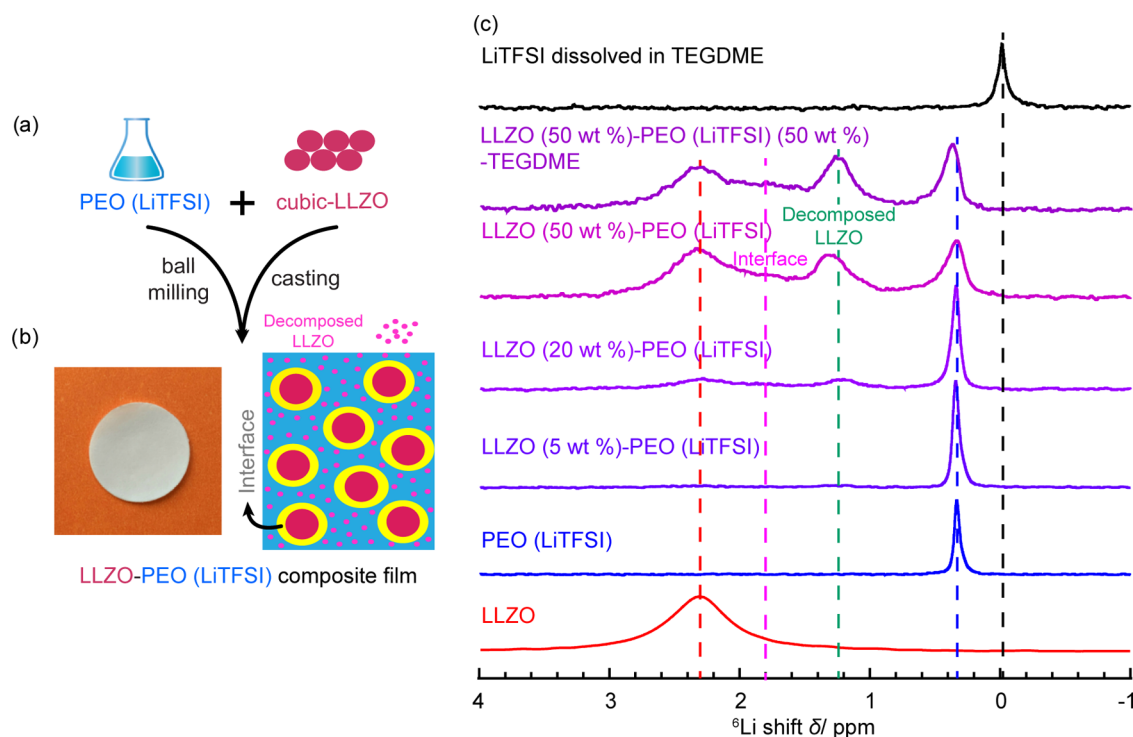 (a)
PEO (LiTFSI)
+
cubic-LLZO
ball
milling
casting
(b)
Decomposed
LLZO
Interface
LLZO-PEO (LiTFSI) composite film
(c)
LiTFSI dissolved in TEGDME
LLZO (50 wt %)-PEO (LiTFSI) (50 wt %)
-TEGDME
Decomposed
LLZO
LLZO (50 wt %)-PEO (LiTFSI)
Interface
LLZO (20 wt %)-PEO (LiTFSI)
LLZO (5 wt %)-PEO (LiTFSI)
PEO (LiTFSI)
LLZO
4 3 2 1 0 -1
⁶Li shift δ/ ppm